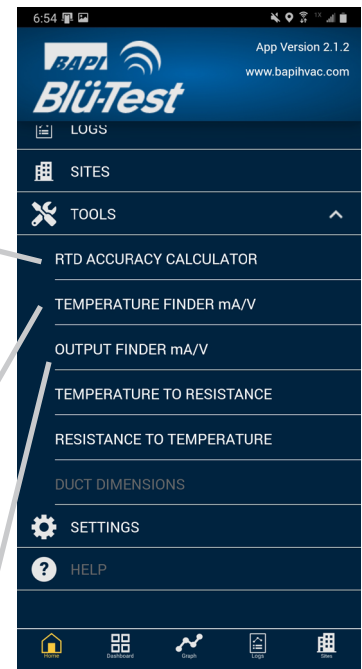 6:54
1X
BAPI
Blü-Test
App Version 2.1.2
www.bapihvac.com
LOGS
SITES
TOOLS
RTD ACCURACY CALCULATOR
TEMPERATURE FINDER mA/V
OUTPUT FINDER mA/V
TEMPERATURE TO RESISTANCE
RESISTANCE TO TEMPERATURE
DUCT DIMENSIONS
SETTINGS
? HELP
Home Dashboard Graph Logs Sites